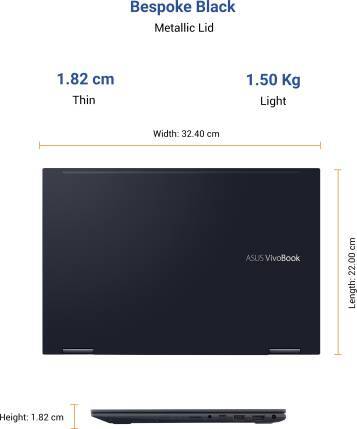 Bespoke Black
Metallic Lid
1.82 cm
Thin
1.50 Kg
Light
Width: 32.40 cm
ASUS VivoBook
Length: 22.00 cm
Height: 1.82 cm